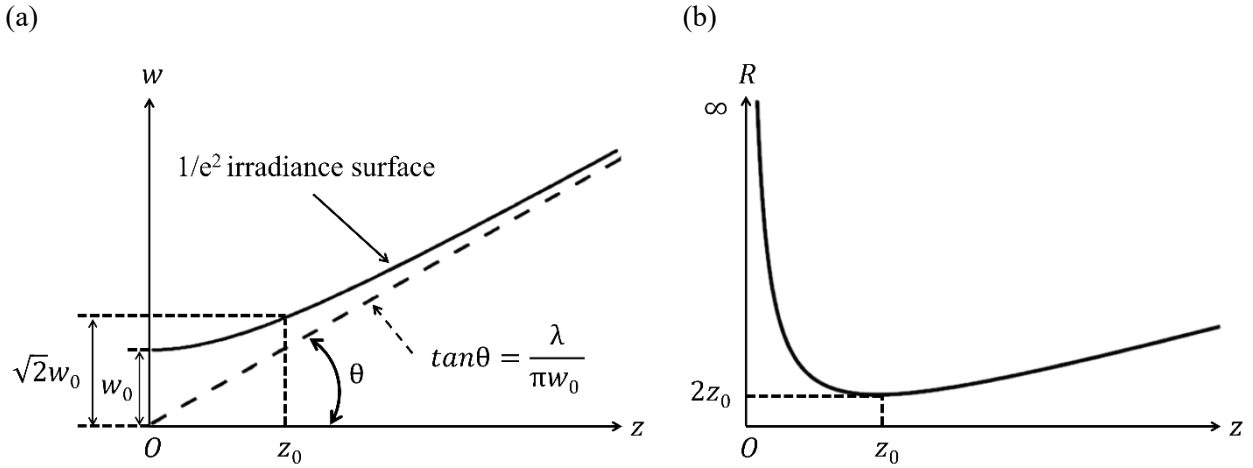 (a)
w
1/e² irradiance surface
√2w₀
w₀
θ
tanθ = λ/πw₀
O
z₀
z
(b)
R
∞
2z₀
O
z₀
z